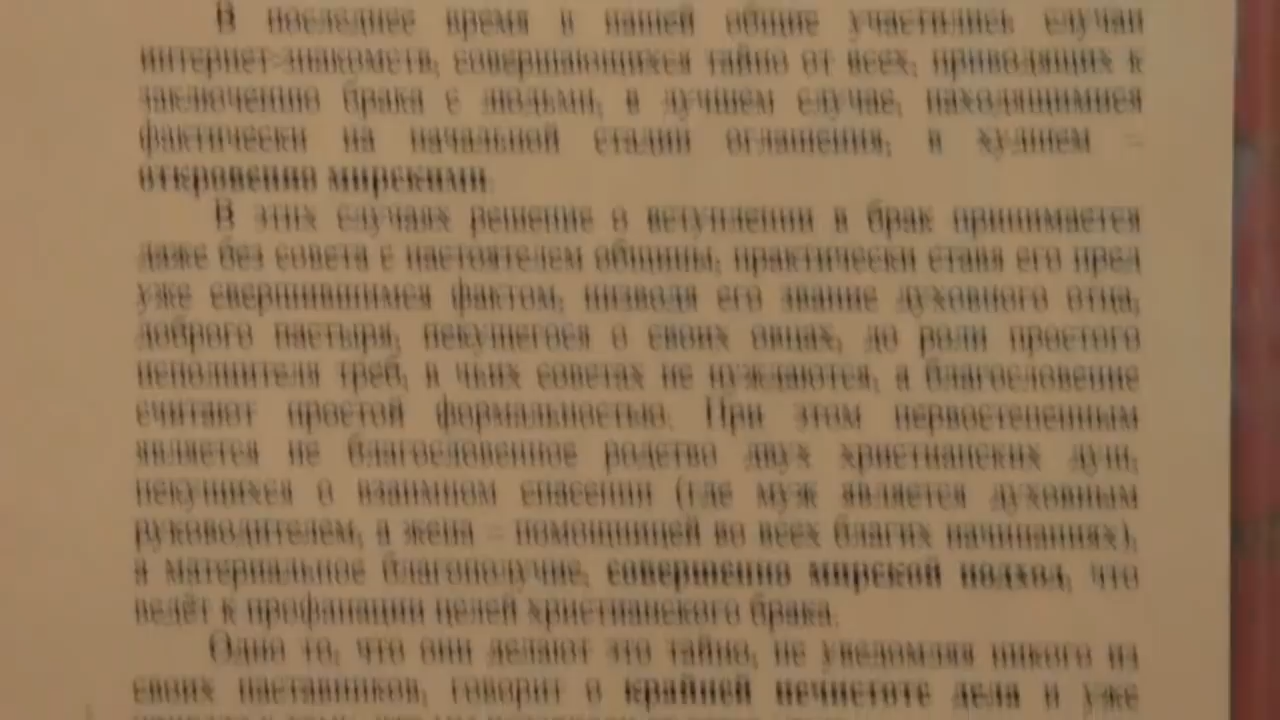 В последнее время в нашей общине участились случаи
интернет-знакомств, совершающихся тайно от всех, приводящих к
заключению брака с людьми, в лучшем случае, находящимися
фактически на начальной стадии оглашения, в худшем –
откровенно мирскими.
В этих случаях решение о вступлении в брак принимается
даже без совета с настоятелем общины, практически ставя его пред
уже свершившимся фактом, низводя его звание духовного отца,
доброго пастыря, пекущегося о своих овцах, до роли простого
исполнителя треб, в чьих советах не нуждаются, а благословение
считают простой формальностью. При этом первостепенным
является не благословенное родство двух христианских душ,
пекущихся о взаимном спасении (где муж является духовным
руководителем, а жена – помощницей во всех благих начинаниях),
а материальное благополучие, совершенно мирской подход, что
ведёт к профанации целей христианского брака.
Одно то, что они делают это тайно, не уведомляя никого из
своих наставников, говорит о крайней нечистоте дела и уже